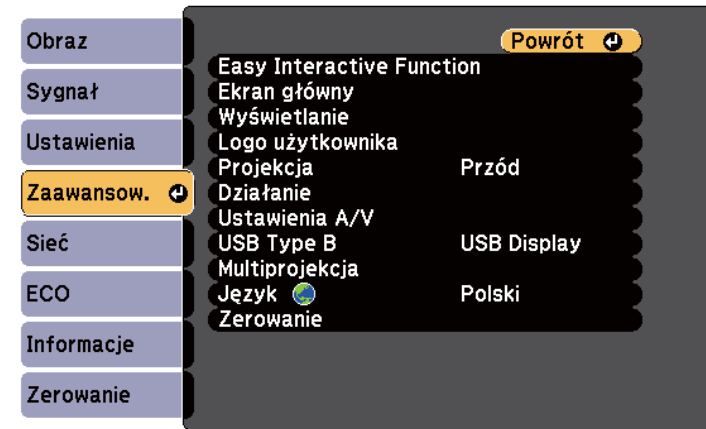 Obraz
Sygnał
Ustawienia
Zaawansow.
Sieć
ECO
Informacje
Zerowanie
Powrót
Easy Interactive Function
Ekran główny
Wyświetlanie
Logo użytkownika
Projekcja Przód
Działanie
Ustawienia A/V
USB Type B USB Display
Multiprojekcja
Język Polski
Zerowanie